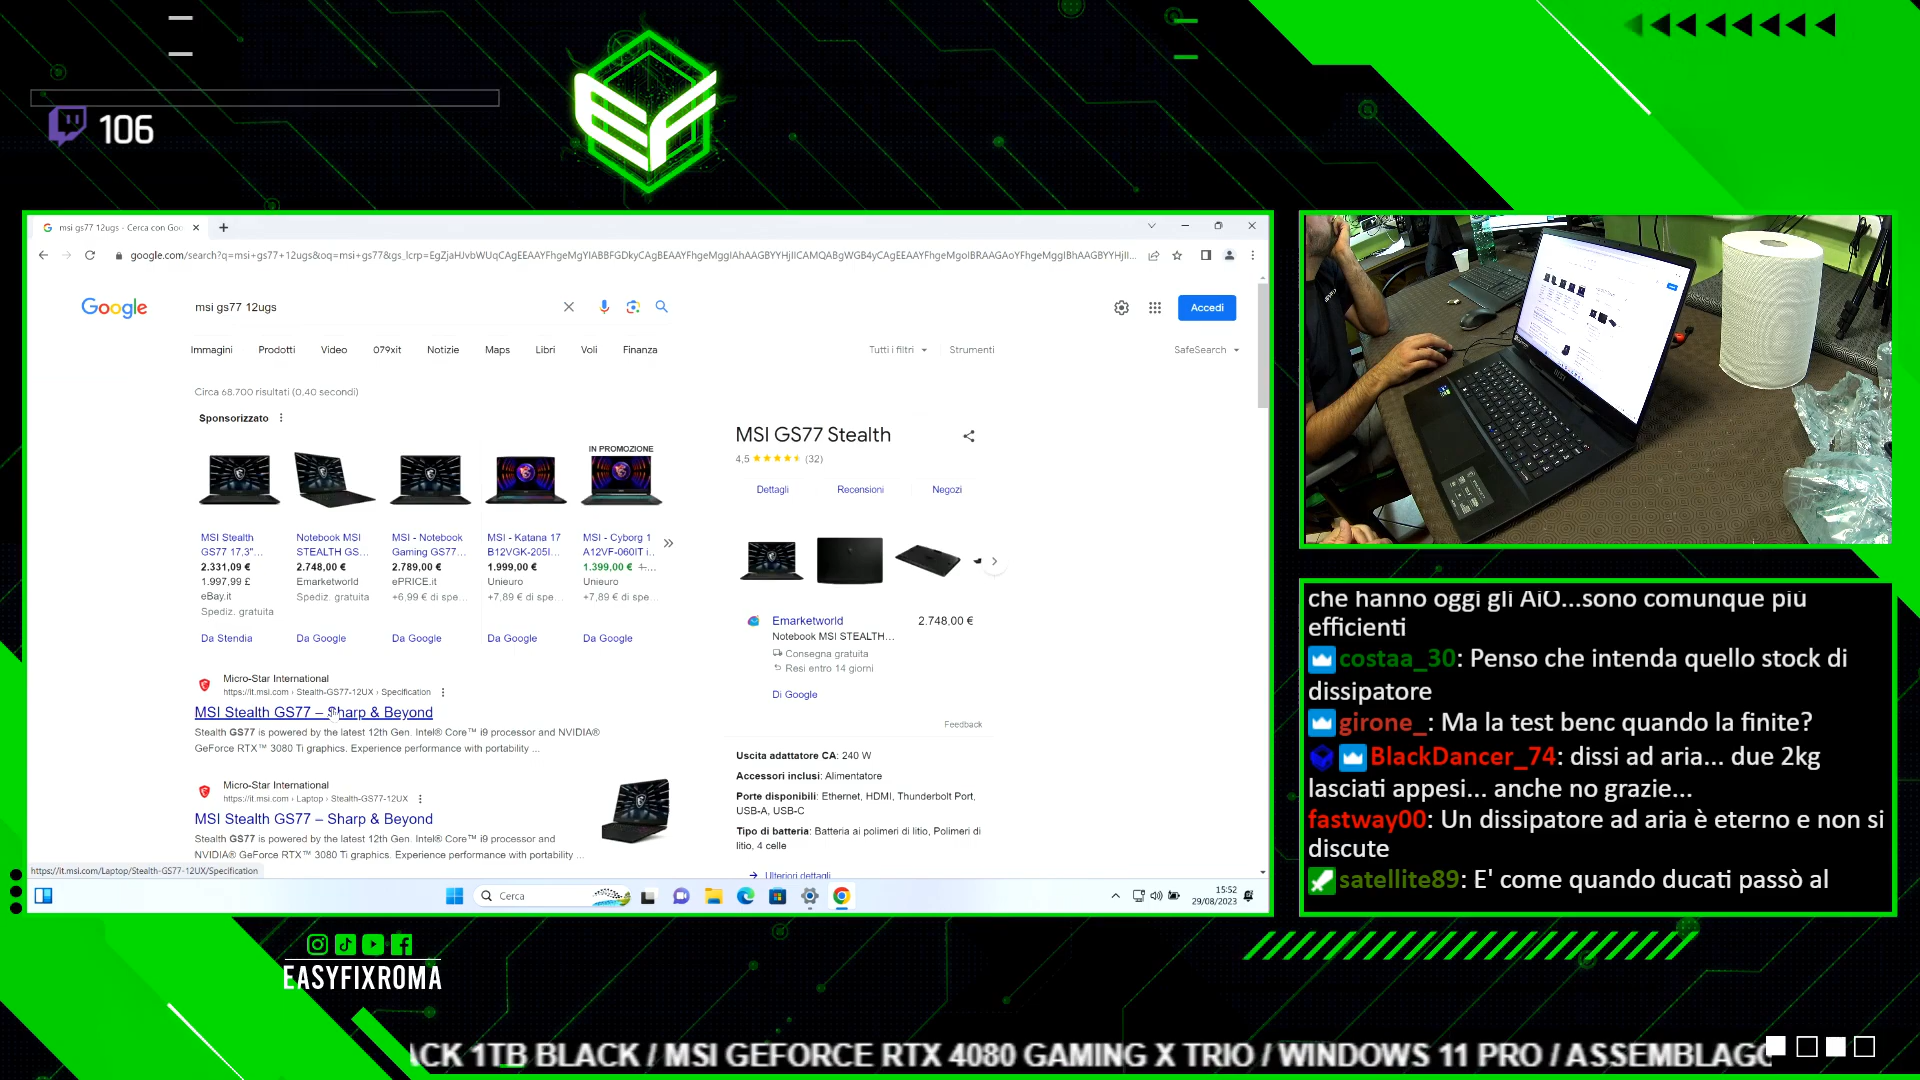 106
EF
msi gs77 12ugs - Cerca con Goo
google.com/search?q=msi+gs77+12ugs&oq=msi+gs77&gs_lcrp=EgZjaHJvbWUqCAgEEAAYFhgeMgYIABBFGDkyCAgBEAAYFhgeMggIAhAAGBYYHjIICAMQABgWGB4yCAgEEAAYFhgeMgoIBRAAGAoYFhgeMggIBhAAGBYYHjII...
Google
msi gs77 12ugs
Accedi
Immagini Prodotti Video 079xit Notizie Maps Libri Voli Finanza Tutti i filtri Strumenti SafeSearch
Circa 68.700 risultati (0,40 secondi)
Sponsorizzato
IN PROMOZIONE
MSI Stealth
GS77 17,3"...
2.331,09 €
1.997,99 £
eBay.it
Spediz. gratuita
Da Stendia
Notebook MSI
STEALTH GS...
2.748,00 €
Emarketworld
Spediz. gratuita
Da Google
MSI - Notebook
Gaming GS77...
2.789,00 €
ePRICE.it
+6,99 € di spe...
Da Google
MSI - Katana 17
B12VGK-205I...
1.999,00 €
Unieuro
+7,89 € di spe...
Da Google
MSI - Cyborg 1
A12VF-060IT i..
1.399,00 €
Unieuro
+7,89 € di spe...
Da Google
Micro-Star International
https://it.msi.com › Stealth-GS77-12UX › Specification
MSI Stealth GS77 – Sharp & Beyond
Stealth GS77 is powered by the latest 12th Gen. Intel® Core™ i9 processor and NVIDIA®
GeForce RTX™ 3080 Ti graphics. Experience performance with portability ...
Micro-Star International
https://it.msi.com › Laptop › Stealth-GS77-12UX
MSI Stealth GS77 – Sharp & Beyond
Stealth GS77 is powered by the latest 12th Gen. Intel® Core™ i9 processor and
NVIDIA® GeForce RTX™ 3080 Ti graphics. Experience performance with portability ...
MSI GS77 Stealth
4,5 (32)
Dettagli Recensioni Negozi
Emarketworld 2.748,00 €
Notebook MSI STEALTH...
Consegna gratuita
Resi entro 14 giorni
Di Google
Feedback
Uscita adattatore CA: 240 W
Accessori inclusi: Alimentatore
Porte disponibili: Ethernet, HDMI, Thunderbolt Port,
USB-A, USB-C
Tipo di batteria: Batteria ai polimeri di litio, Polimeri di
litio, 4 celle
Ulteriori dettagli
https://it.msi.com/Laptop/Stealth-GS77-12UX/Specification
Cerca
15:52
29/08/2023
che hanno oggi gli AiO...sono comunque più
efficienti
costaa_30: Penso che intenda quello stock di
dissipatore
girone_: Ma la test benc quando la finite?
BlackDancer_74: dissi ad aria... due 2kg
lasciati appesi... anche no grazie...
fastway00: Un dissipatore ad aria è eterno e non si
discute
satellite89: E' come quando ducati passò al
EASYFIXROMA
ACK 1TB BLACK / MSI GEFORCE RTX 4080 GAMING X TRIO / WINDOWS 11 PRO / ASSEMBLAGG